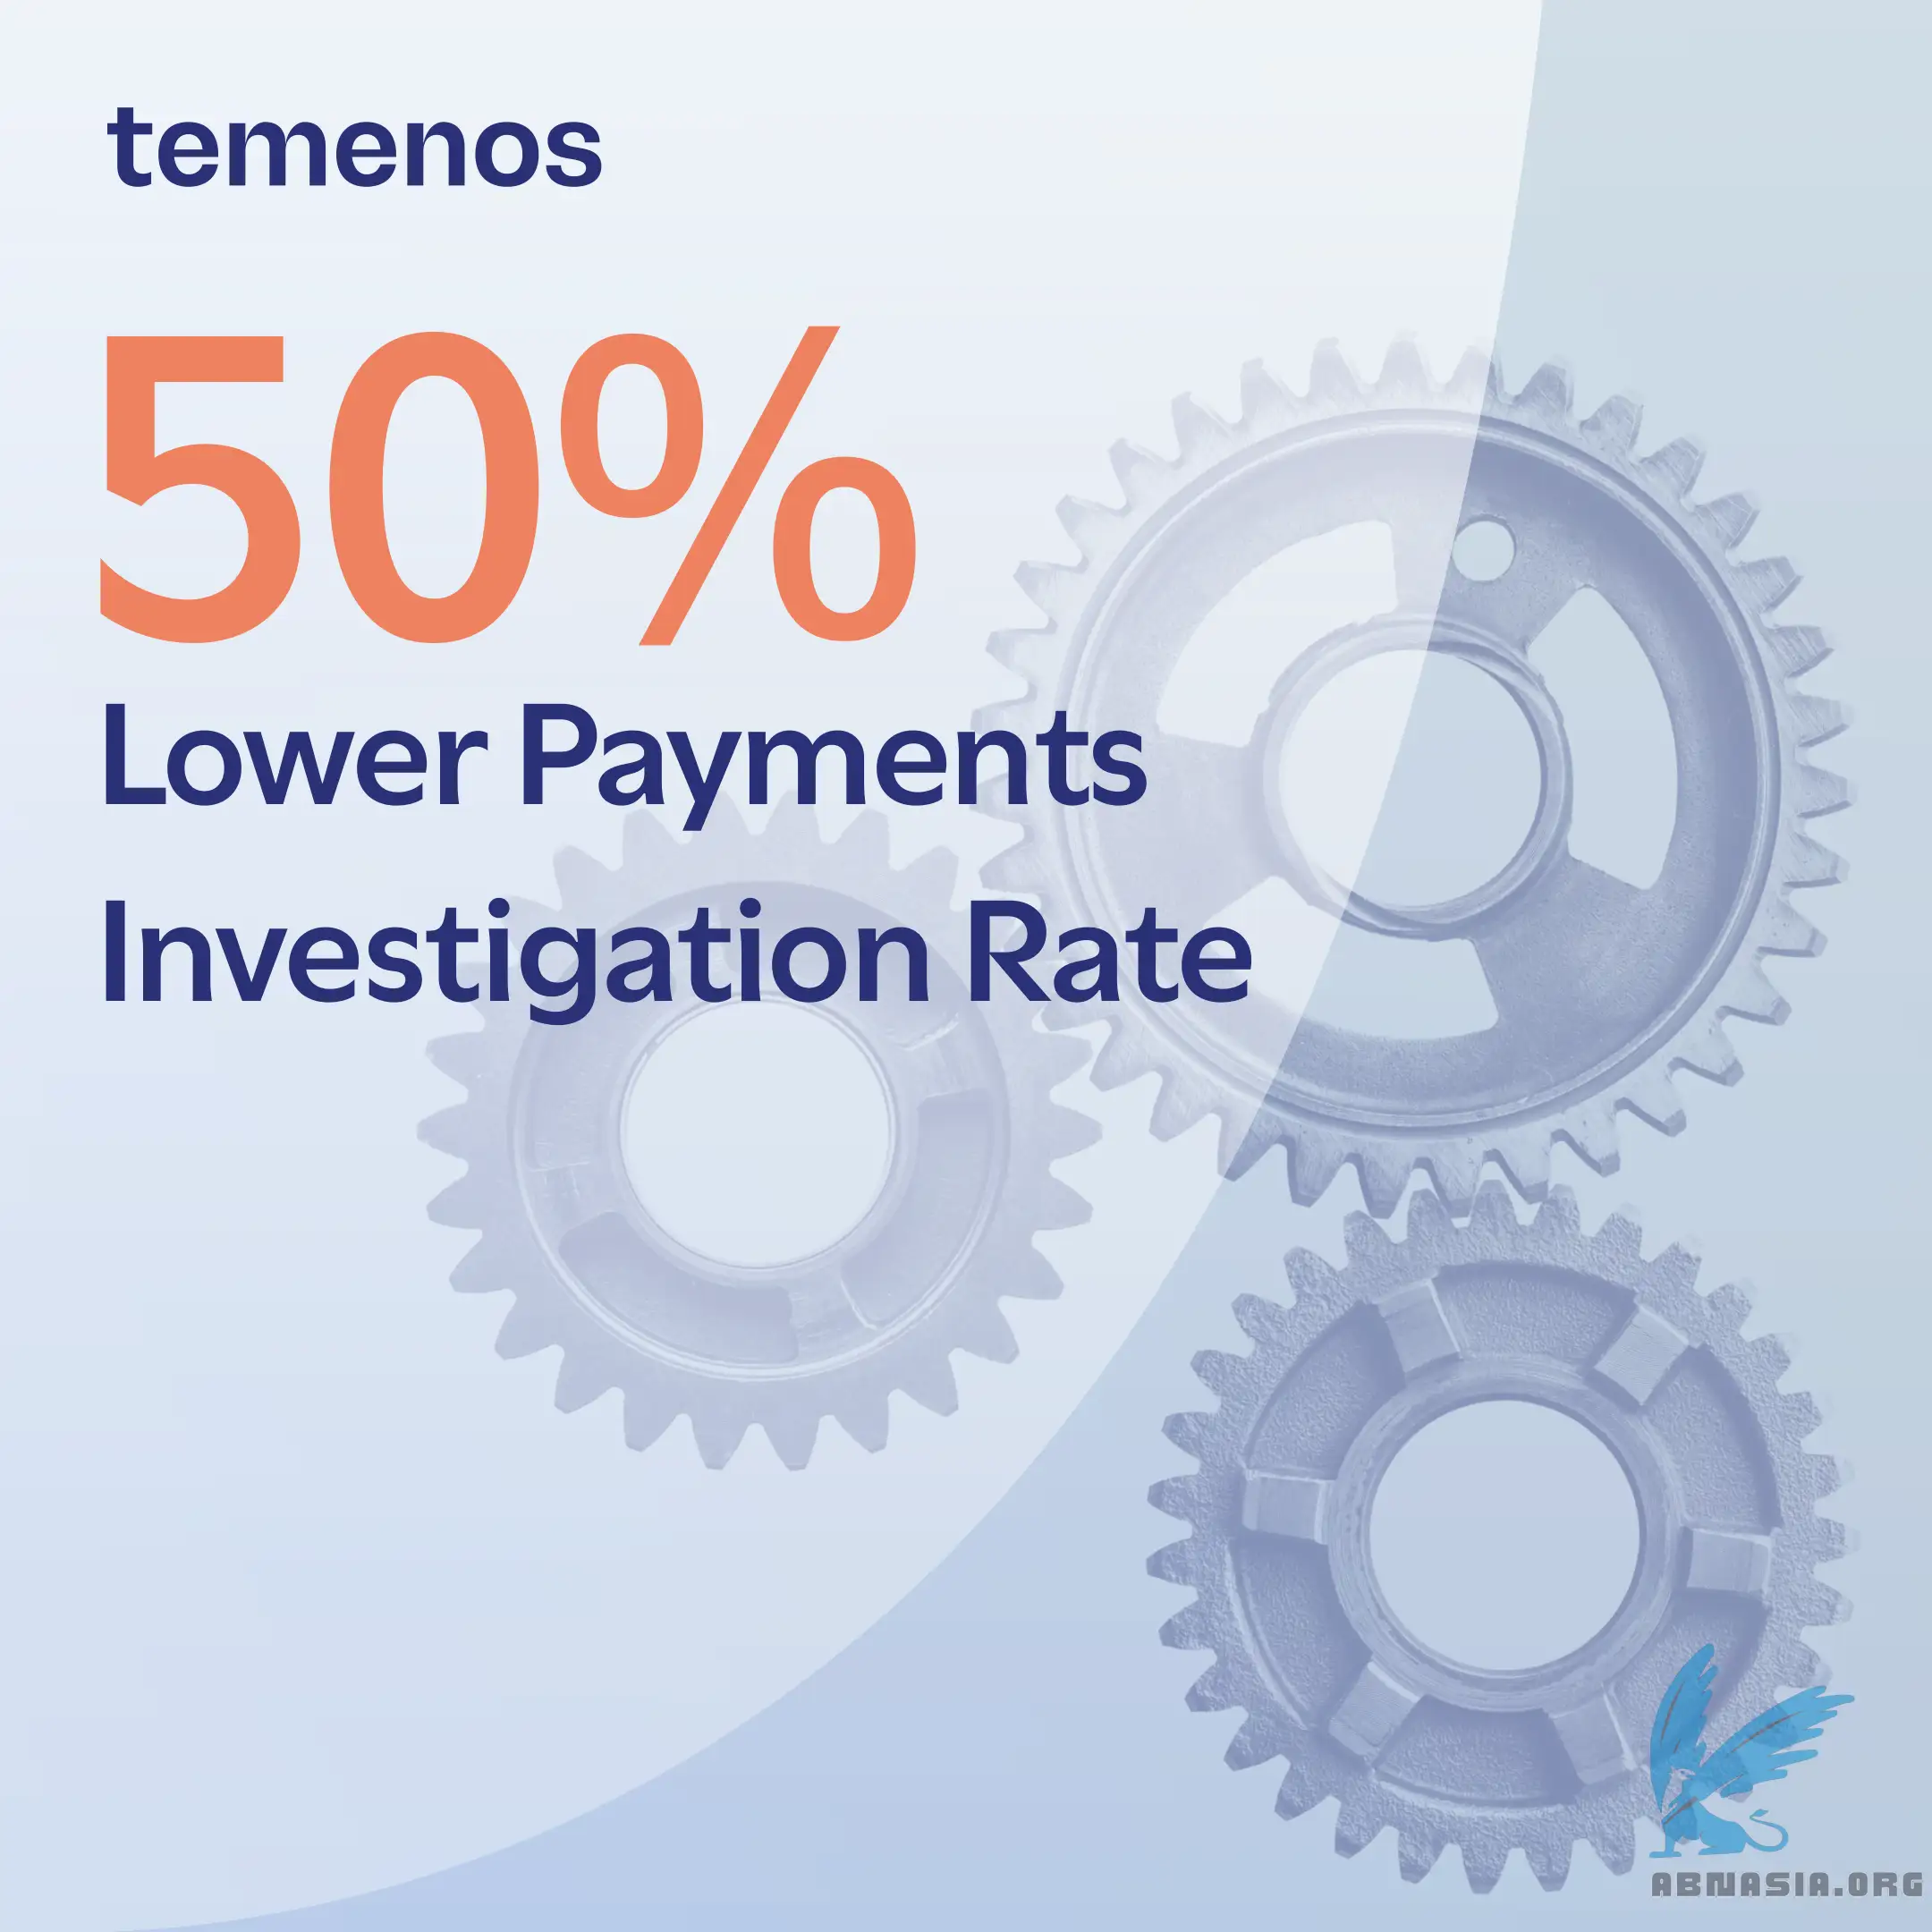 temenos
50%
Lower Payments
Investigation Rate
ABNASIA.ORG